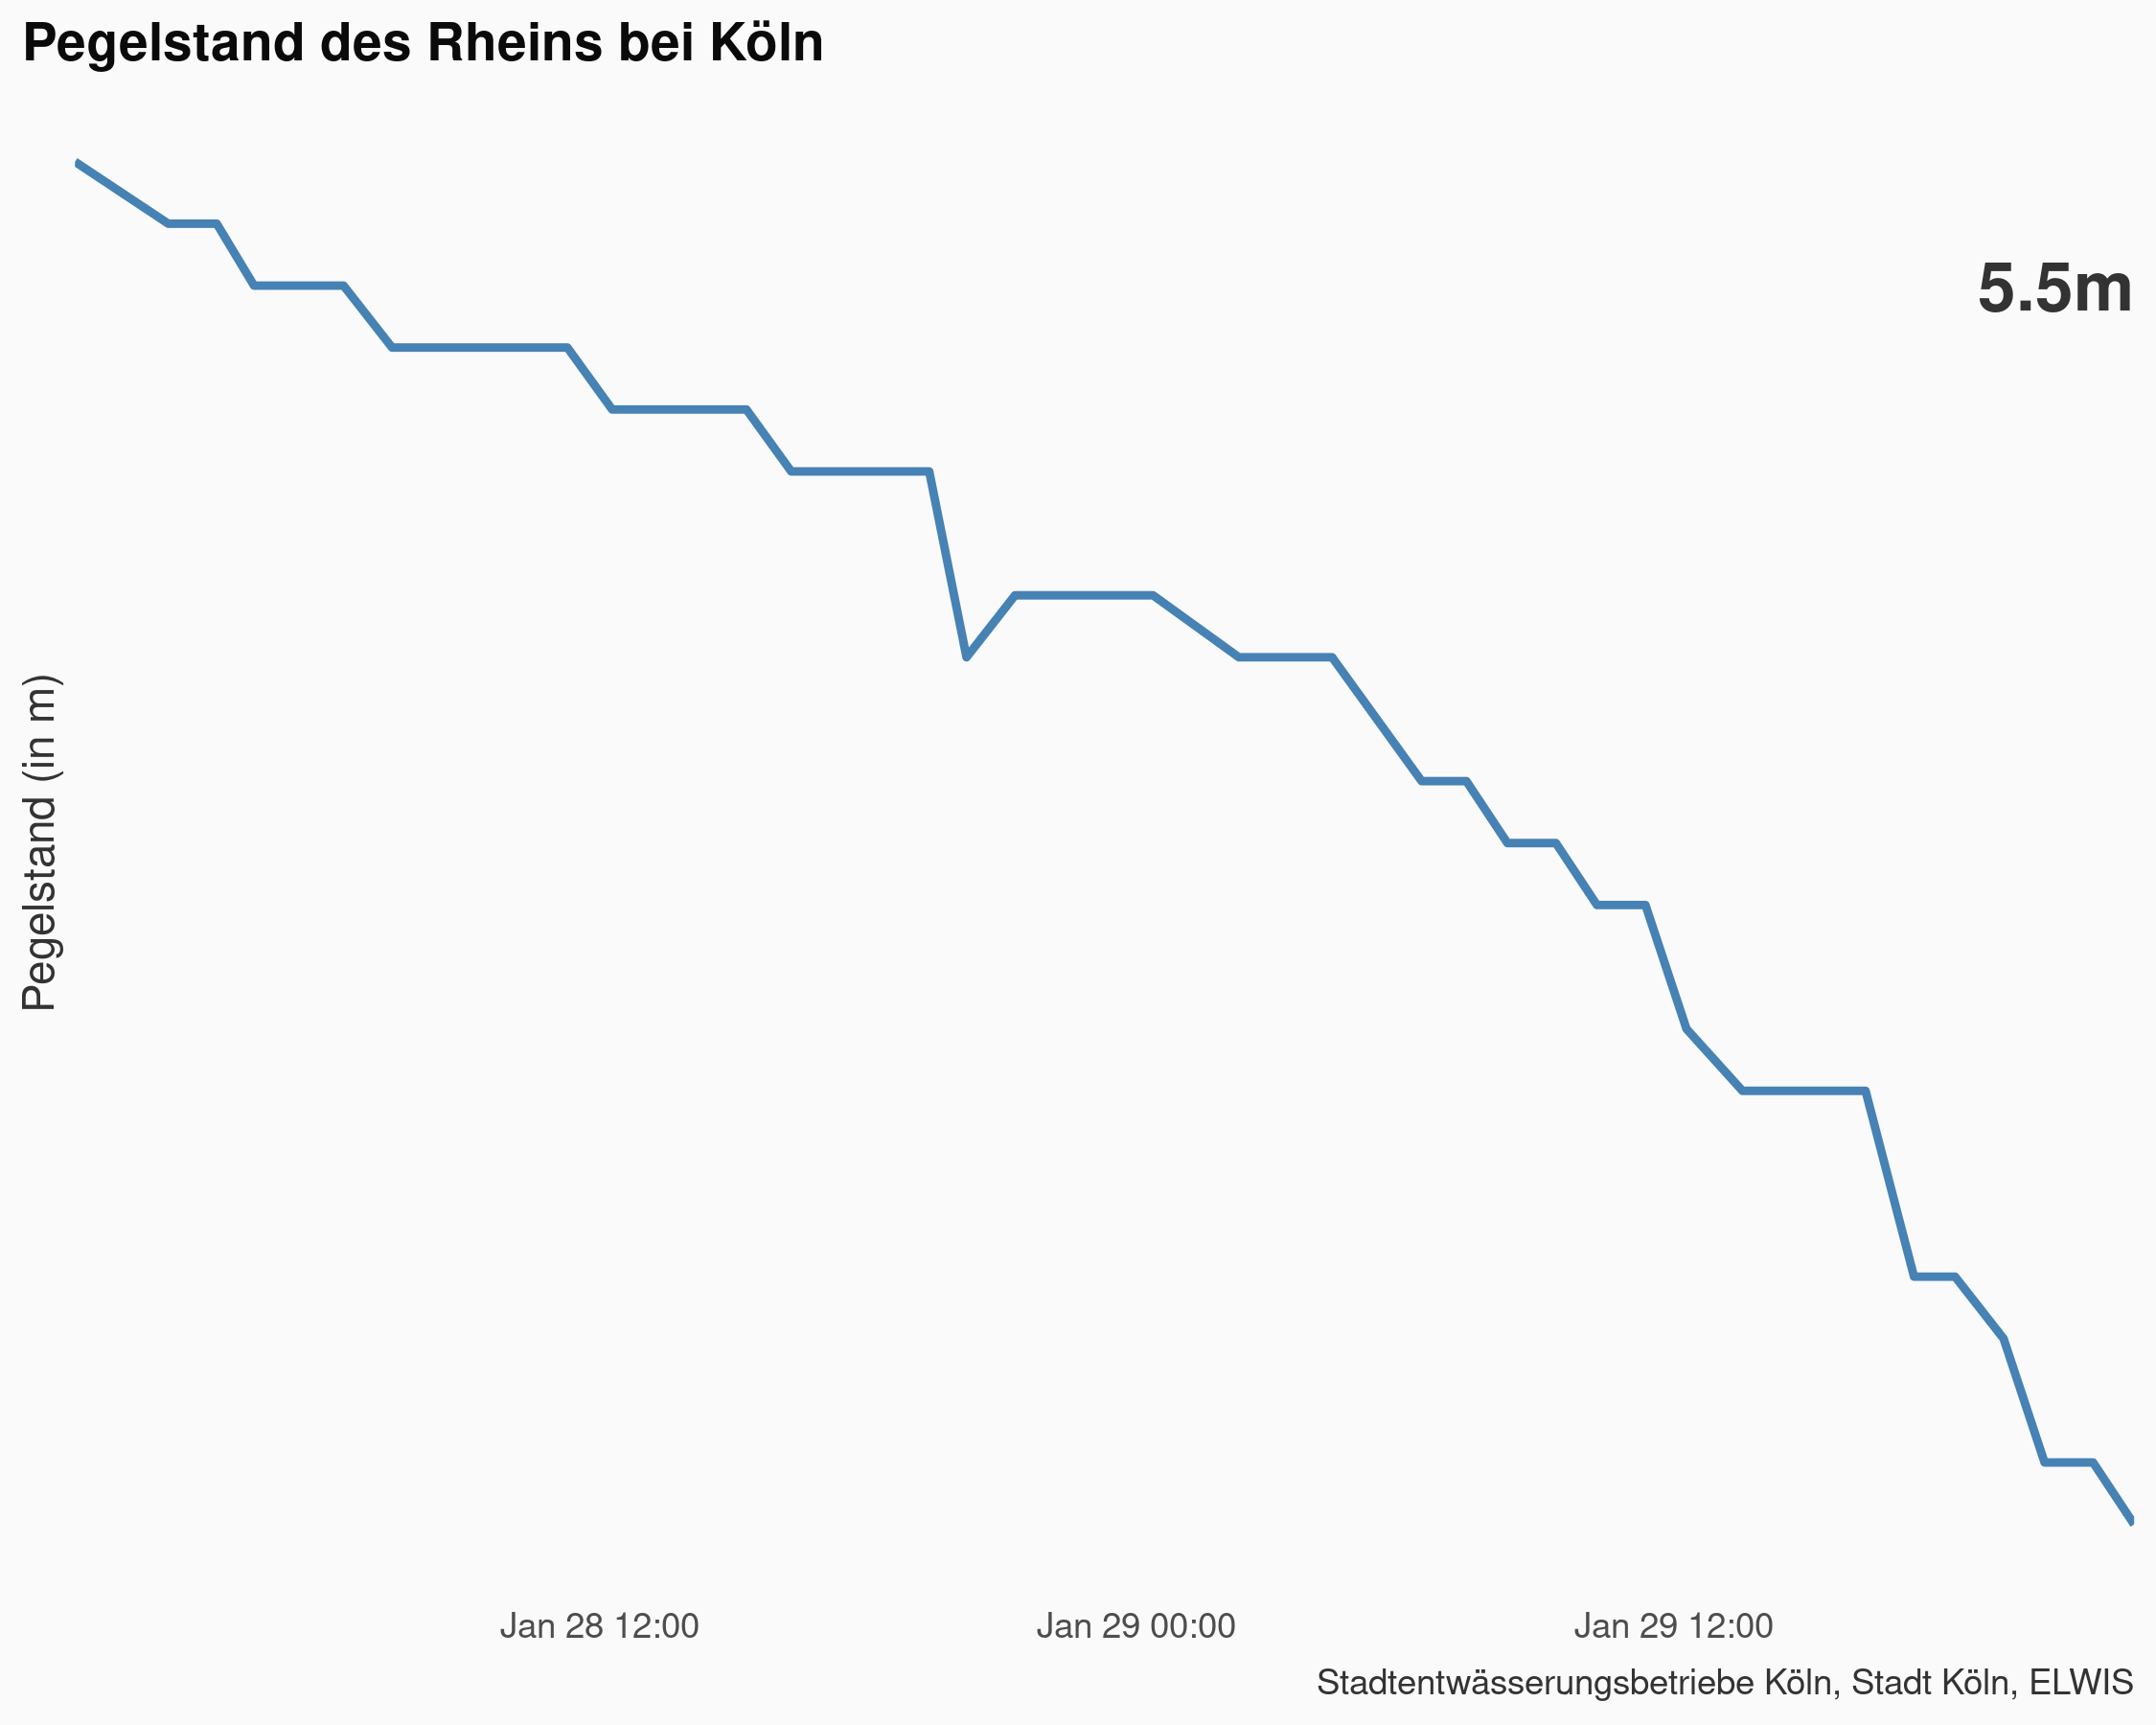 Pegelstand des Rheins bei Köln
5.5m
Pegelstand (in m)
Jan 28 12:00
Jan 29 00:00
Jan 29 12:00
Stadtentwässerungsbetriebe Köln, Stadt Köln, ELWIS